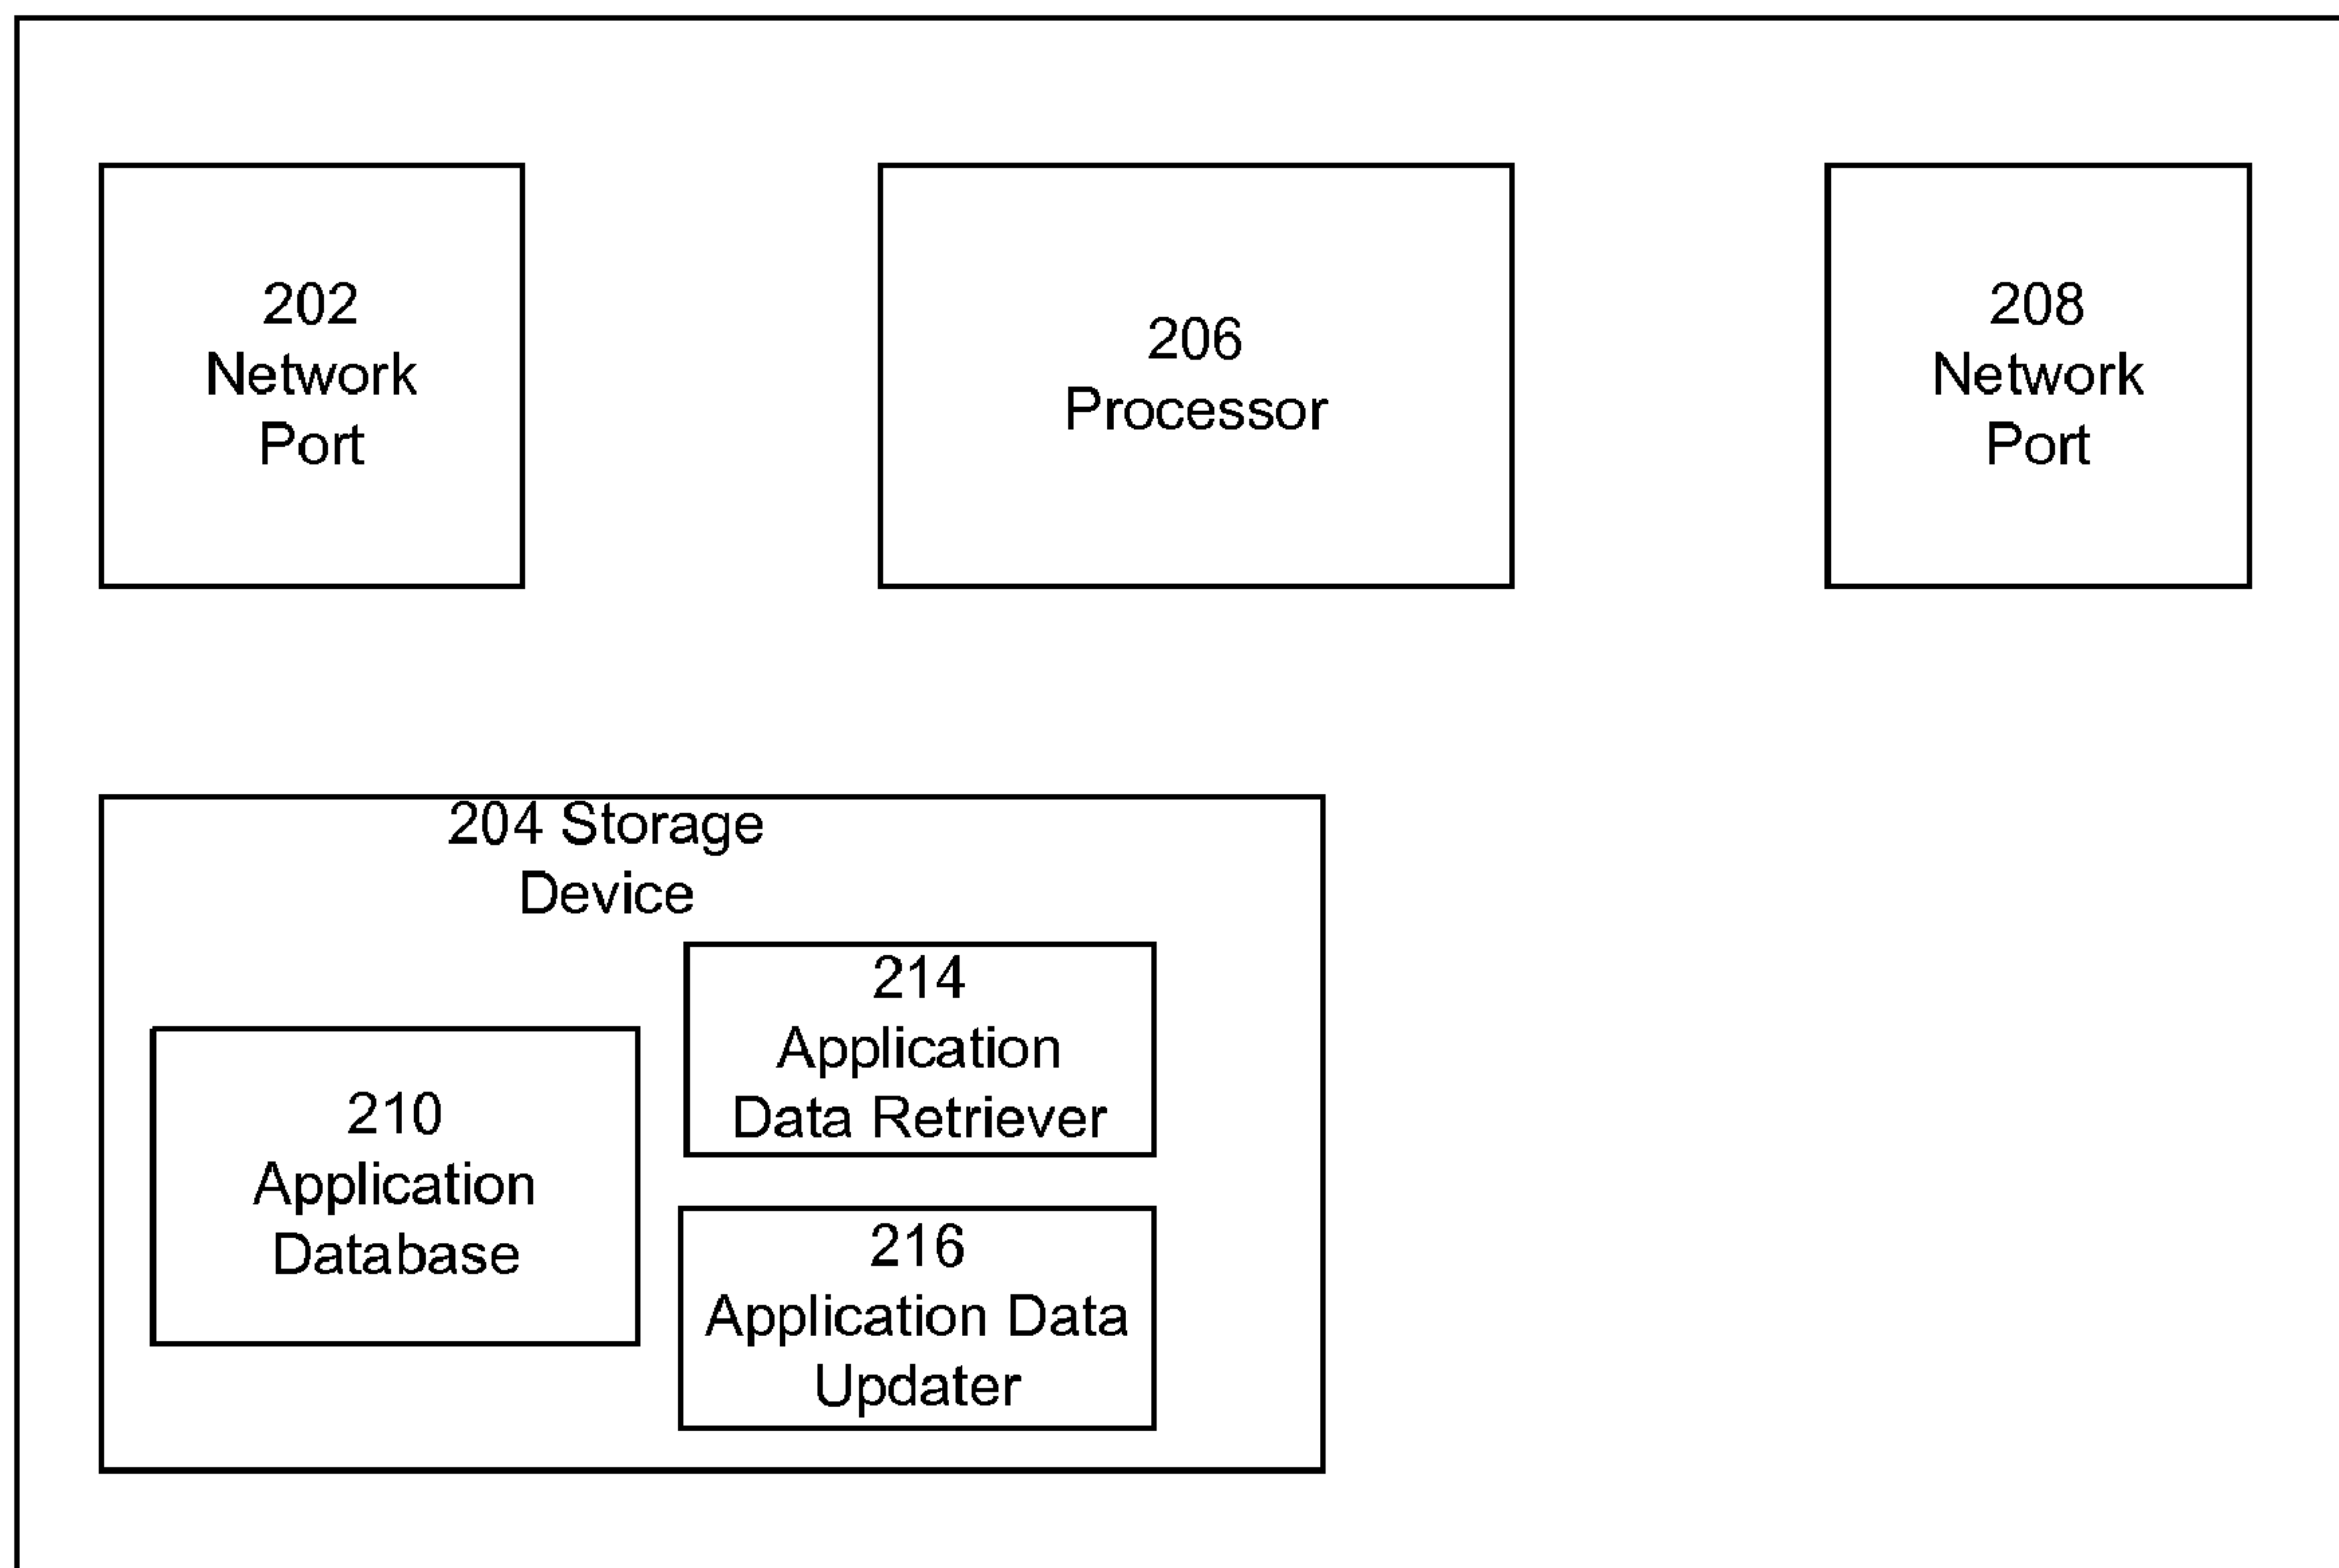 202
Network
Port
206
Processor
208
Network
Port
204 Storage
Device
214
Application
Data Retriever
210
Application
Database
216
Application Data
Updater